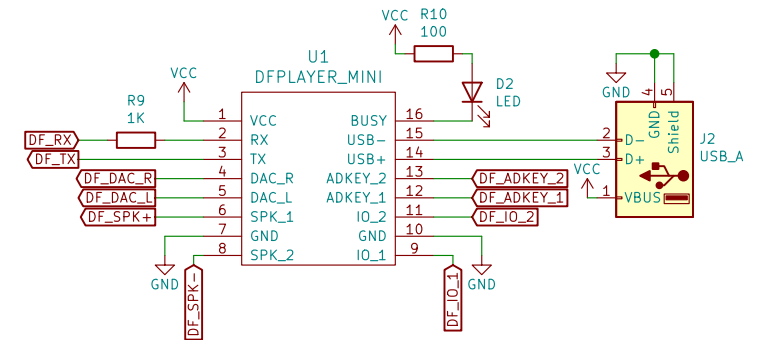 VCC
R10
100
U1
DFPLAYER_MINI
D2
LED
GND
4
5
GND
Shield
J2
USB_A
VCC
R9
1K
1
VCC
BUSY
16
DF_RX
2
RX
USB-
15
2
D-
DF_TX
3
TX
USB+
14
3
D+
DF_DAC_R
4
DAC_R
ADKEY_2
13
DF_ADKEY_2
VCC
DF_DAC_L
5
DAC_L
ADKEY_1
12
DF_ADKEY_1
1
VBUS
DF_SPK+
6
SPK_1
IO_2
11
DF_IO_2
7
GND
GND
10
8
SPK_2
IO_1
9
GND
DF_SPK-
DF_IO_1
GND